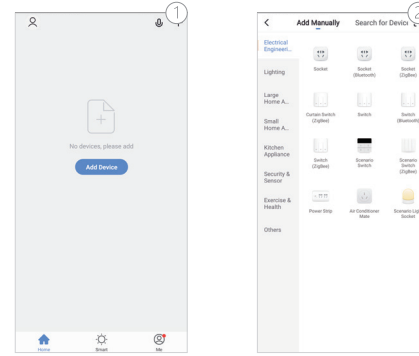 1
No devices, please add
Add Device
Home
Smart
Me
2
Add Manually
Search for Device
Electrical
Engineeri...
Lighting
Large
Home A...
Small
Home A...
Kitchen
Appliance
Security &
Sensor
Exercise &
Health
Others
Socket
Socket
(Bluetooth)
Socket
(ZigBee)
Curtain Switch
(ZigBee)
Switch
Switch
(Bluetooth)
Switch
(ZigBee)
Scenario
Switch
Scenario
Switch
(ZigBee)
Power Strip
Air Conditioner
Mate
Scenario Lig
Socket